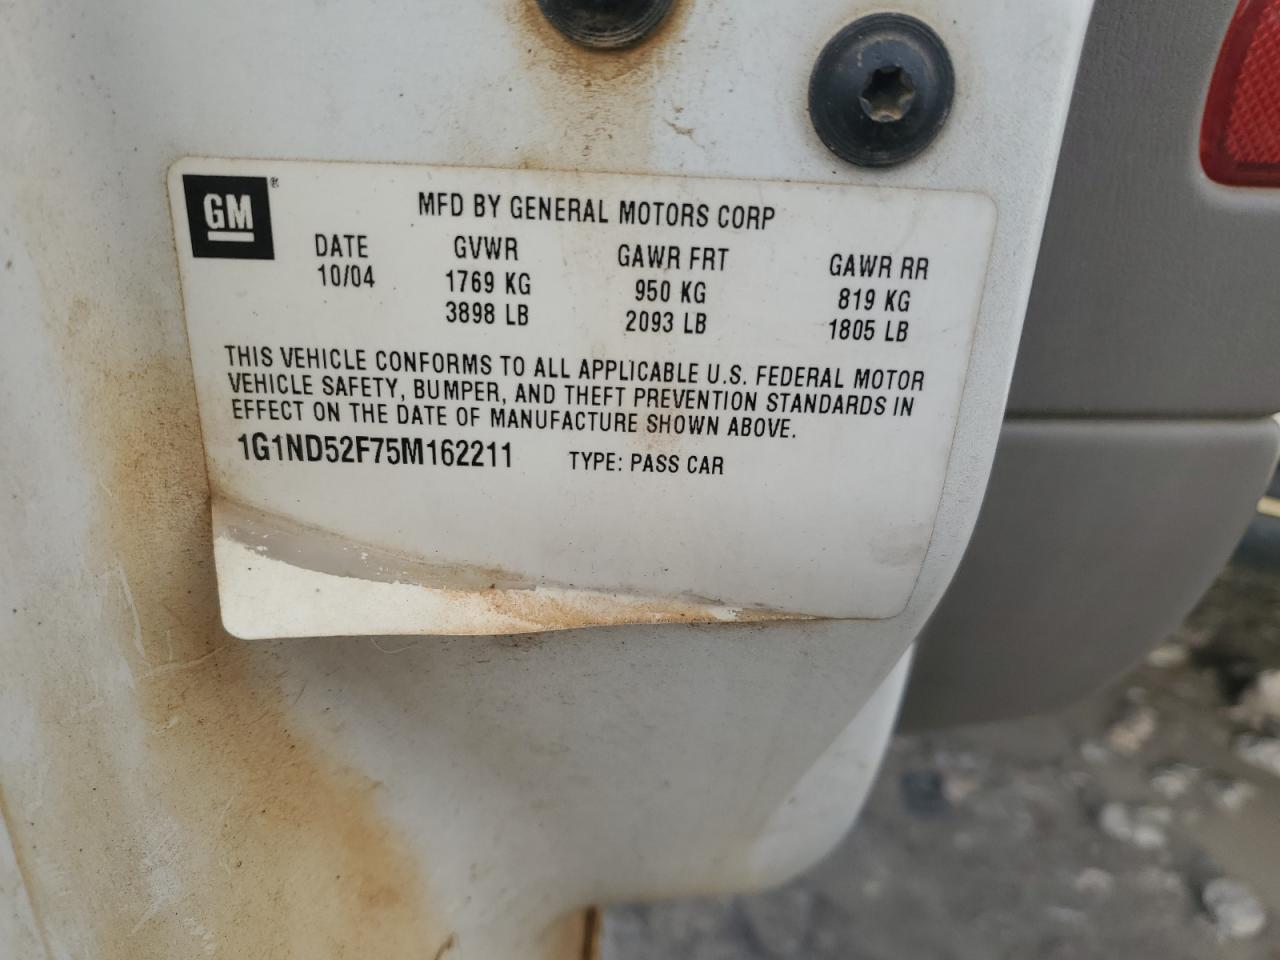 GM®
MFD BY GENERAL MOTORS CORP
DATE GVWR GAWR FRT GAWR RR
10/04 1769 KG 950 KG 819 KG
3898 LB 2093 LB 1805 LB
THIS VEHICLE CONFORMS TO ALL APPLICABLE U.S. FEDERAL MOTOR
VEHICLE SAFETY, BUMPER, AND THEFT PREVENTION STANDARDS IN
EFFECT ON THE DATE OF MANUFACTURE SHOWN ABOVE.
1G1ND52F75M162211 TYPE: PASS CAR